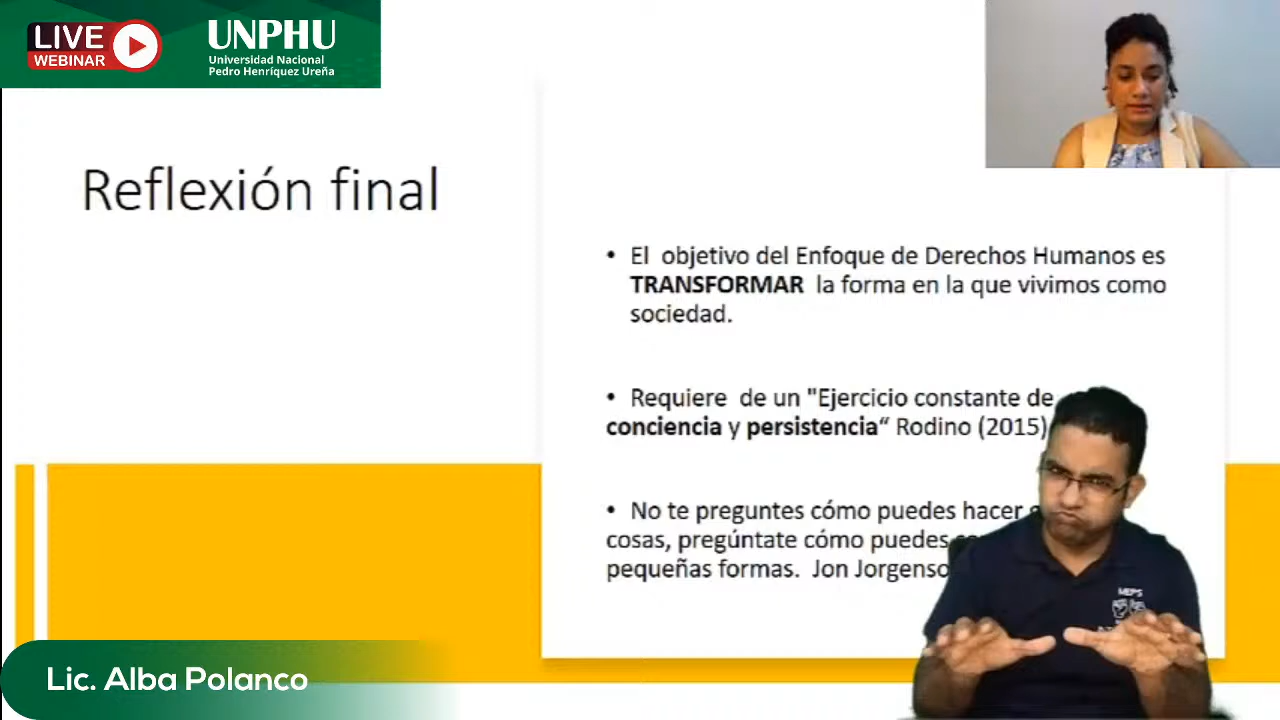 LIVE
WEBINAR
UNPHU
Universidad Nacional
Pedro Henríquez Ureña
Reflexión final
• El objetivo del Enfoque de Derechos Humanos es
TRANSFORMAR la forma en la que vivimos como
sociedad.
• Requiere de un "Ejercicio constante de
conciencia y persistencia“ Rodino (2015)
• No te preguntes cómo puedes hacer
cosas, pregúntate cómo puedes
pequeñas formas. Jon
Lic. Alba Polanco